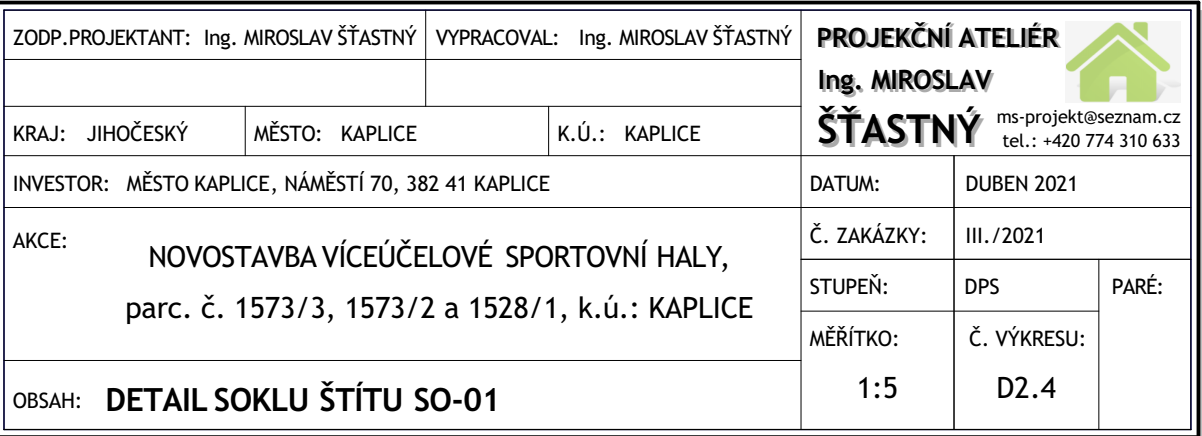 ZODP.PROJEKTANT: Ing. MIROSLAV ŠŤASTNÝ
VYPRACOVAL: Ing. MIROSLAV ŠŤASTNÝ
PROJEKČNÍ ATELIÉR
Ing. MIROSLAV
ŠŤASTNÝ
ms-projekt@seznam.cz
tel.: +420 774 310 633
KRAJ: JIHOČESKÝ
MĚSTO: KAPLICE
K.Ú.: KAPLICE
INVESTOR: MĚSTO KAPLICE, NÁMĚSTÍ 70, 382 41 KAPLICE
DATUM: DUBEN 2021
AKCE:
NOVOSTAVBA VÍCEÚČELOVÉ SPORTOVNÍ HALY,
parc. č. 1573/3, 1573/2 a 1528/1, k.ú.: KAPLICE
Č. ZAKÁZKY: III./2021
STUPEŇ: DPS
PARÉ:
MĚŘÍTKO:
1:5
Č. VÝKRESU:
D2.4
OBSAH: DETAIL SOKLU ŠTÍTU SO-01